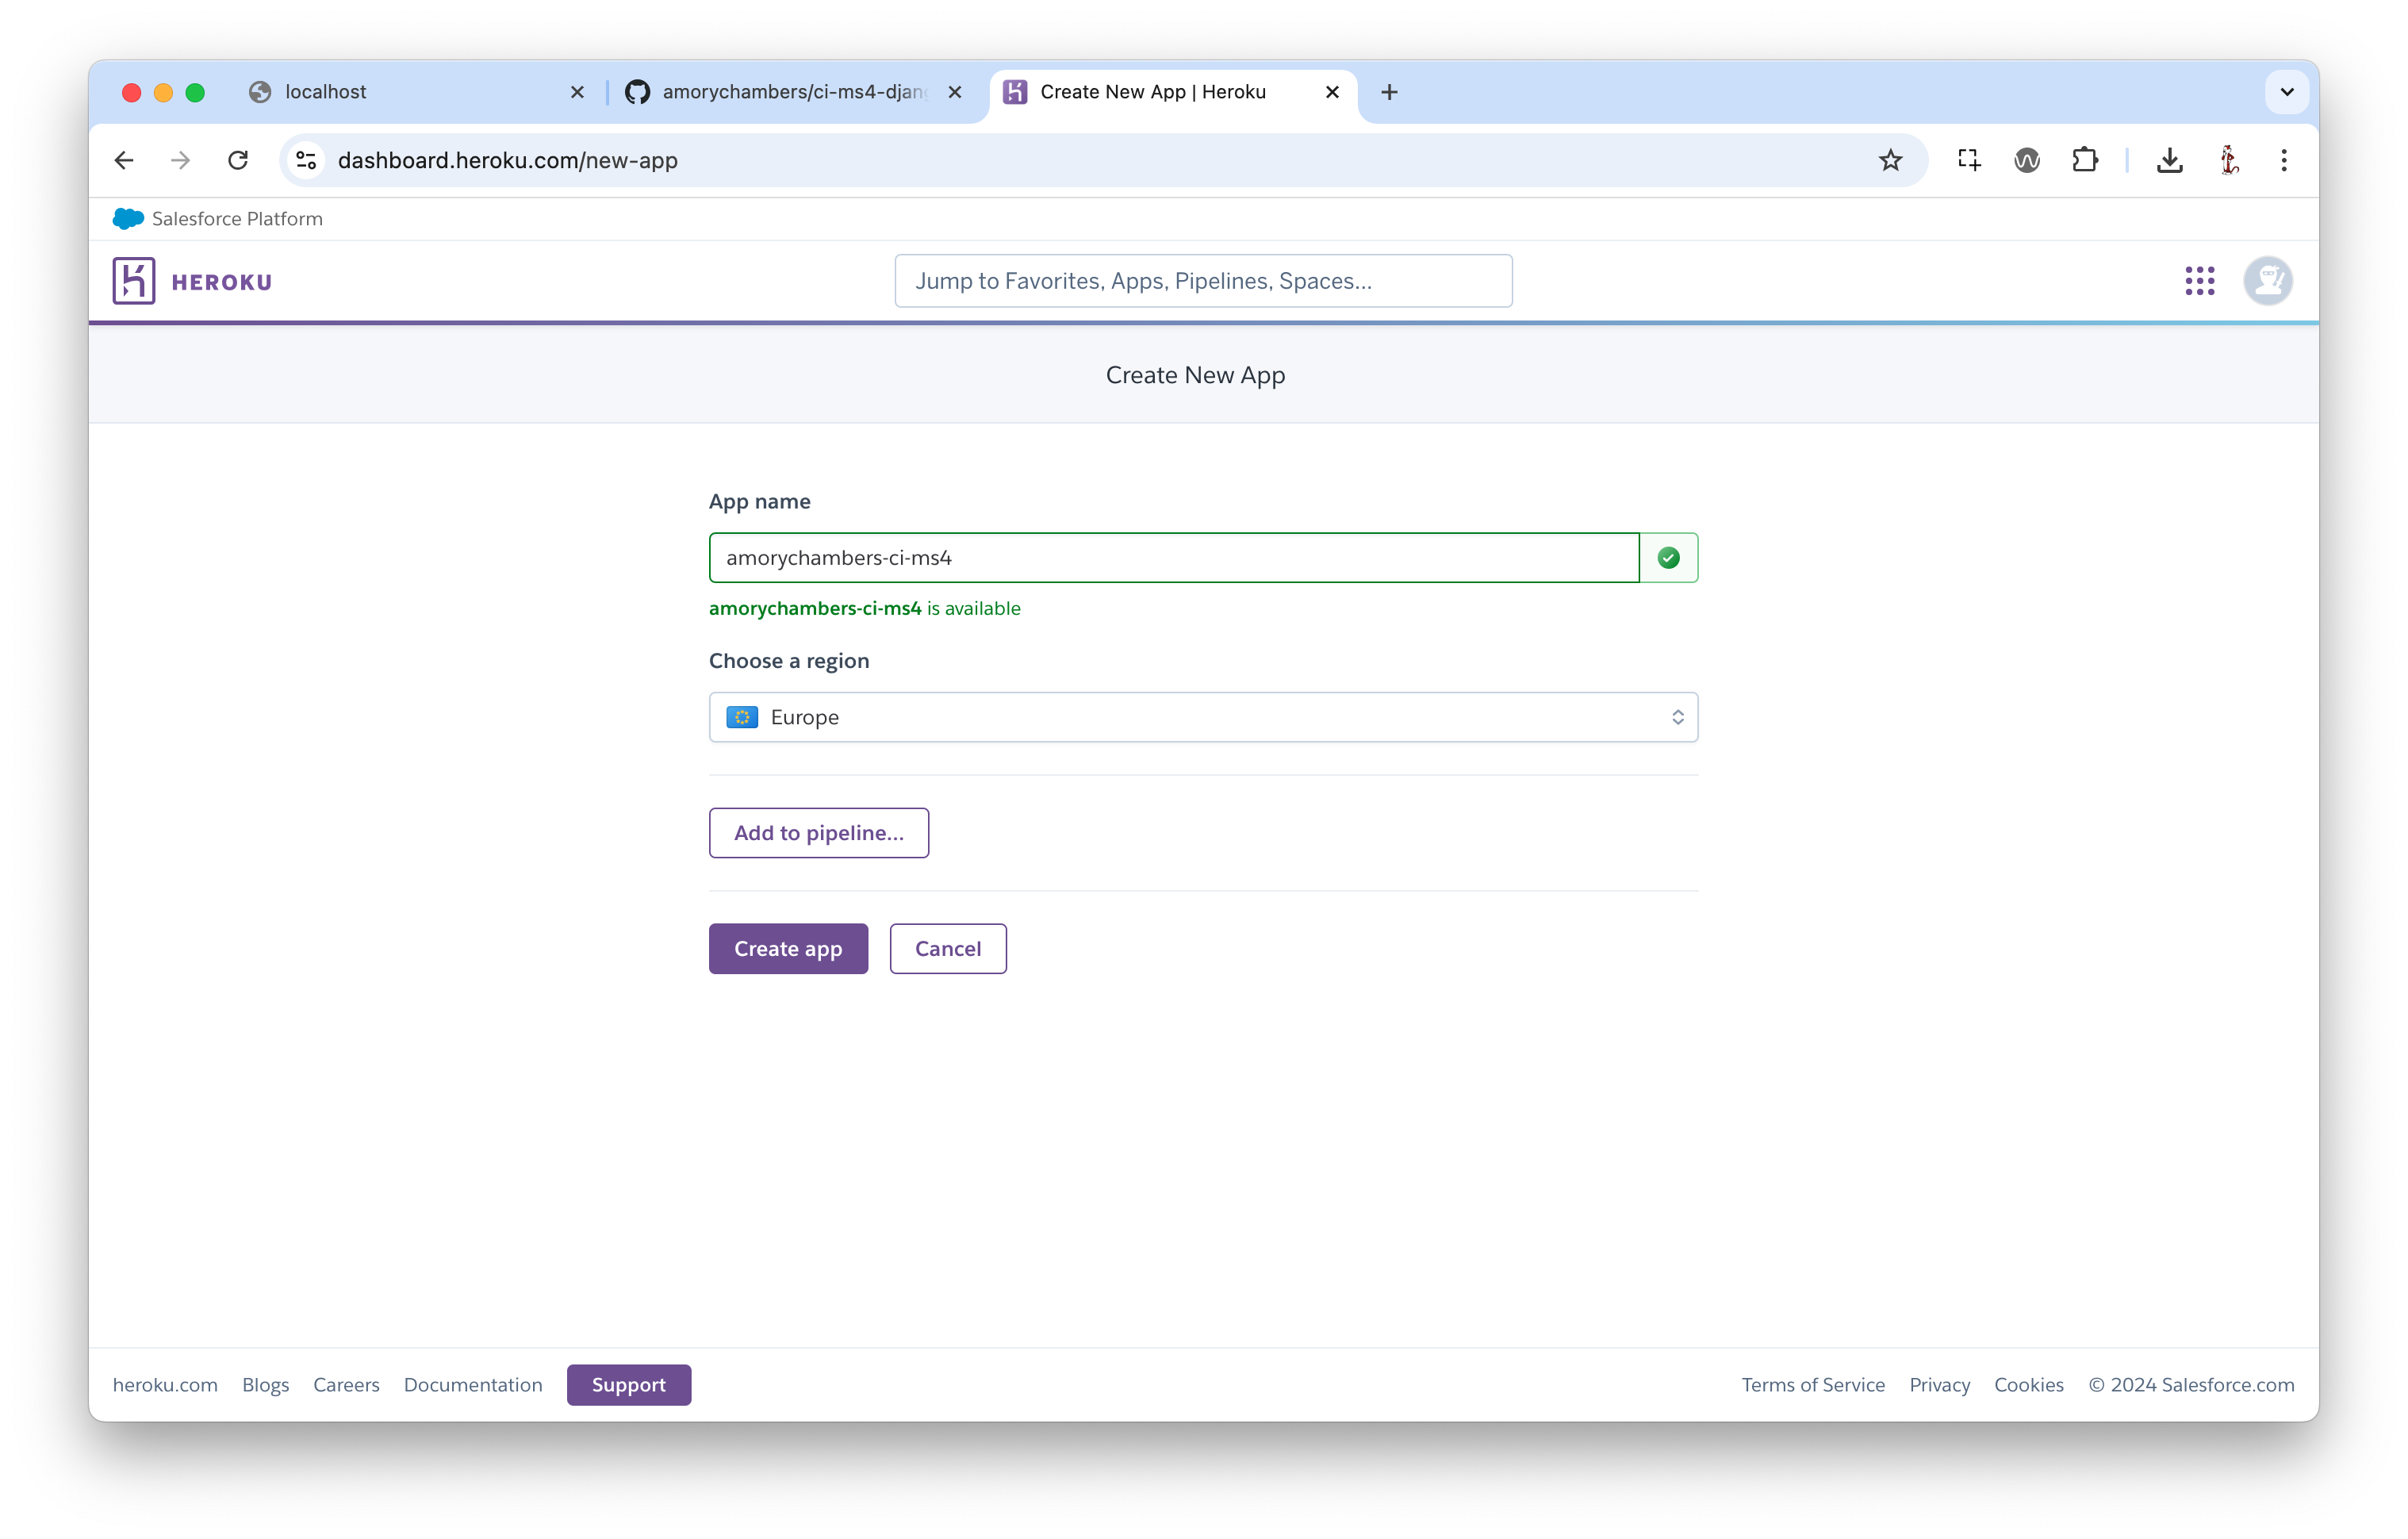 localhost
amorychambers/ci-ms4-djang
Create New App | Heroku
dashboard.heroku.com/new-app
Salesforce Platform
HEROKU
Jump to Favorites, Apps, Pipelines, Spaces...
Create New App
App name
amorychambers-ci-ms4
amorychambers-ci-ms4 is available
Choose a region
Europe
Add to pipeline...
Create app Cancel
heroku.com Blogs Careers Documentation Support Terms of Service Privacy Cookies © 2024 Salesforce.com